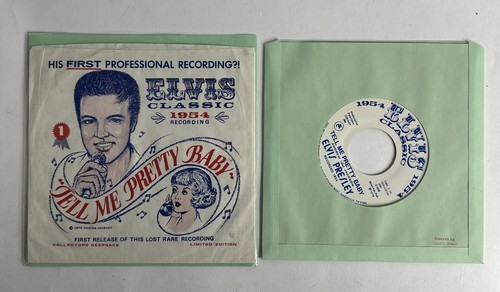 HIS FIRST PROFESSIONAL RECORDING?!
ELVIS
CLASSIC
1954
RECORDING
1
"TELL ME PRETTY BABY"
FIRST RELEASE OF THIS LOST RARE RECORDING
COLLECTORS KEEPSAKE LIMITED EDITION
1954
ELVIS
CLASSIC
1954
TELL ME PRETTY BABY
ELVIS PRESLEY